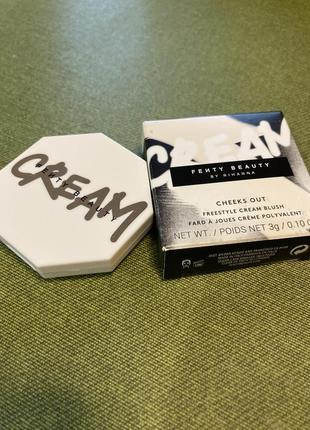 CREAM
FENTY BEAUTY
CREAM
FENTY BEAUTY
BY RIHANNA
CHEEKS OUT
FREESTYLE CREAM BLUSH
FARD À JOUES CRÈME POLYVALENT
NET WT. / POIDS NET 3g / 0.10